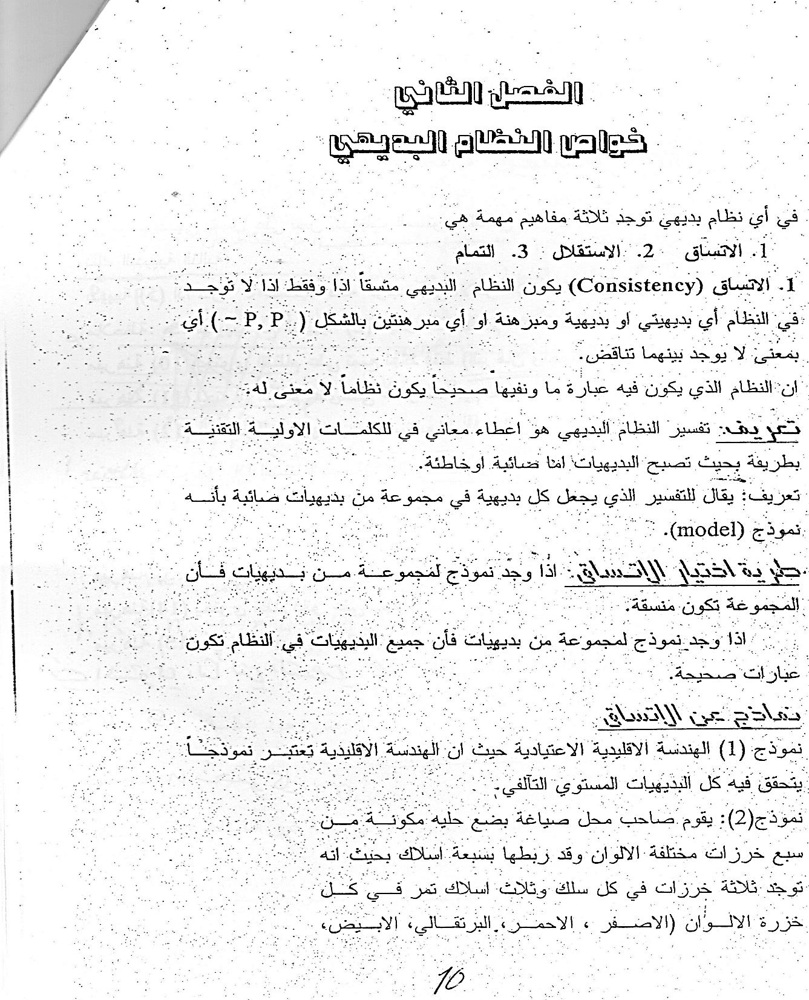 الفصل الثاني
خواص النظام البديهي
في أي نظام بديهي توجد ثلاثة مفاهيم مهمة هي
1. الاتساق 2. الاستقلال 3. التمام
1. الاتساق (Consistency) يكون النظام البديهي متسقاً اذا وفقط اذا لا توجد
في النظام أي بديهيتي او بديهية ومبرهنة او أي مبرهنتين بالشكل ( ~ P, P ) أي
بمعنى لا يوجد بينهما تناقض.
ان النظام الذي يكون فيه عبارة ما ونفيها صحيحاً يكون نظاماً لا معنى له.
تعريف: تفسير النظام البديهي هو اعطاء معاني في للكلمات الاولية التقنية
بطريفة بحيث تصبح البديهيات امّا صائبة اوخاطئة.
تعريف: يقال للتفسير الذي يجعل كل بديهية في مجموعة من بديهيات صائبة بأنه
نموذج (model).
طرية اختيار الإتساق: اذا وجد نموذج لمجموعة من بديهيات فأن
المجموعة تكون منسقة.
اذا وجد نموذج لمجموعة من بديهيات فأن جميع البديهيات في النظام تكون
عبارات صحيحة.
نماذج عن الإتساق
نموذج (1) الهندسة الاقليدية الاعتيادية حيث ان الهندسة الاقليدية تعتبر نموذجاً
يتحقق فيه كل البديهيات المستوي التآلفي.
نموذج(2): يقوم صاحب محل صياغة بضع حليه مكونة من
سبع خرزات مختلفة الالوان وقد ربطها بسبعة اسلاك بحيث انه
توجد ثلاثة خرزات في كل سلك وثلاث اسلاك تمر في كل
خزرة الالوان (الاصفر ، الاحمر، البرتقالي، الابيض،
10